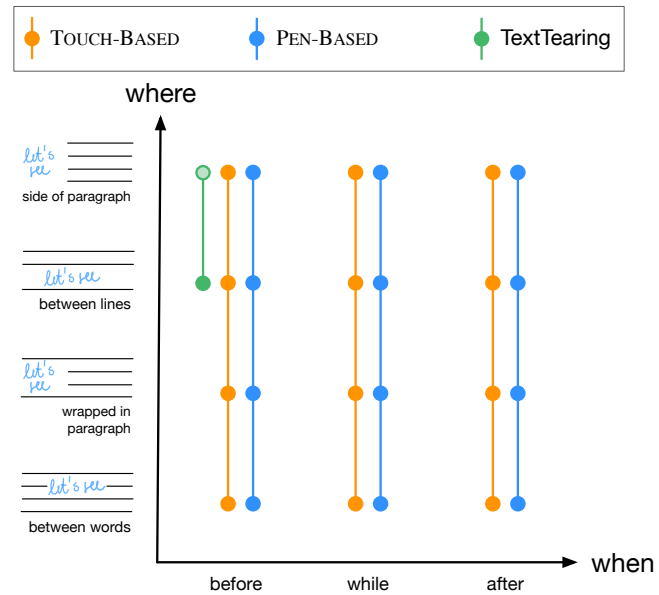 TOUCH-BASED PEN-BASED TextTearing
where
let's
see
side of paragraph
let's see
between lines
let's
see
wrapped in
paragraph
let's see
between words
when
before while after